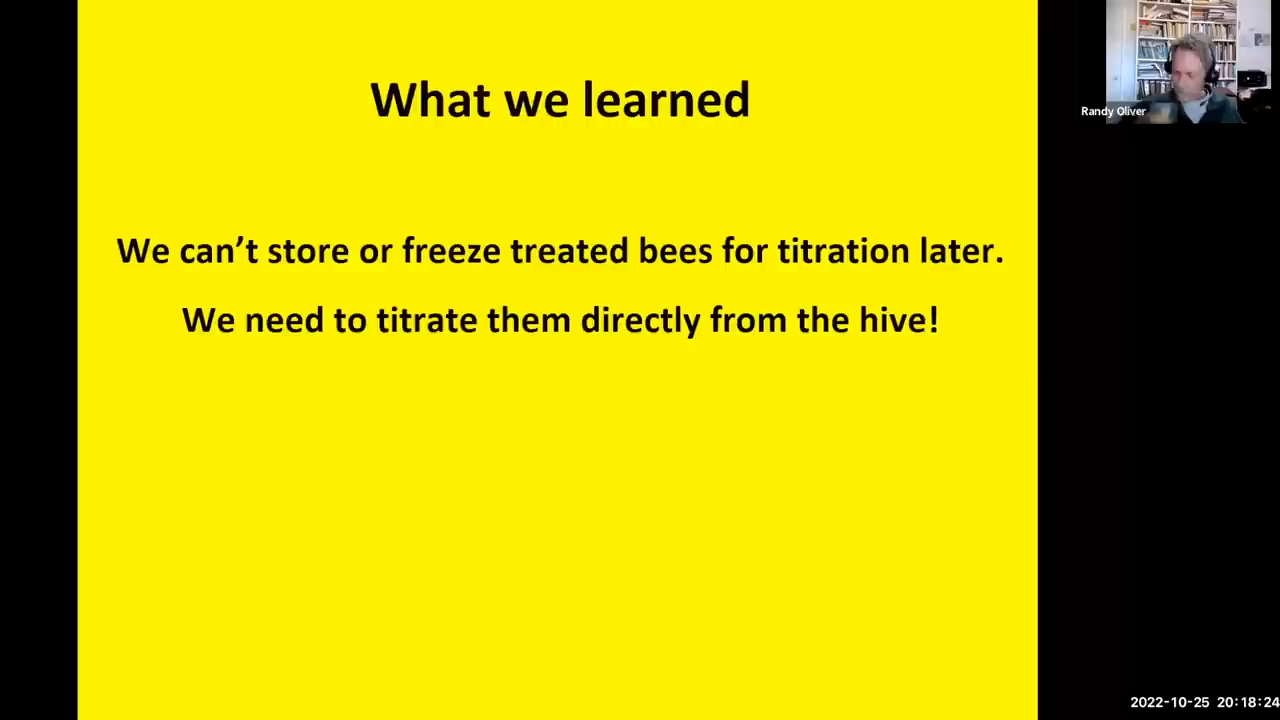 What we learned
We can’t store or freeze treated bees for titration later.
We need to titrate them directly from the hive!
Randy Oliver
2022-10-25 20:18:24